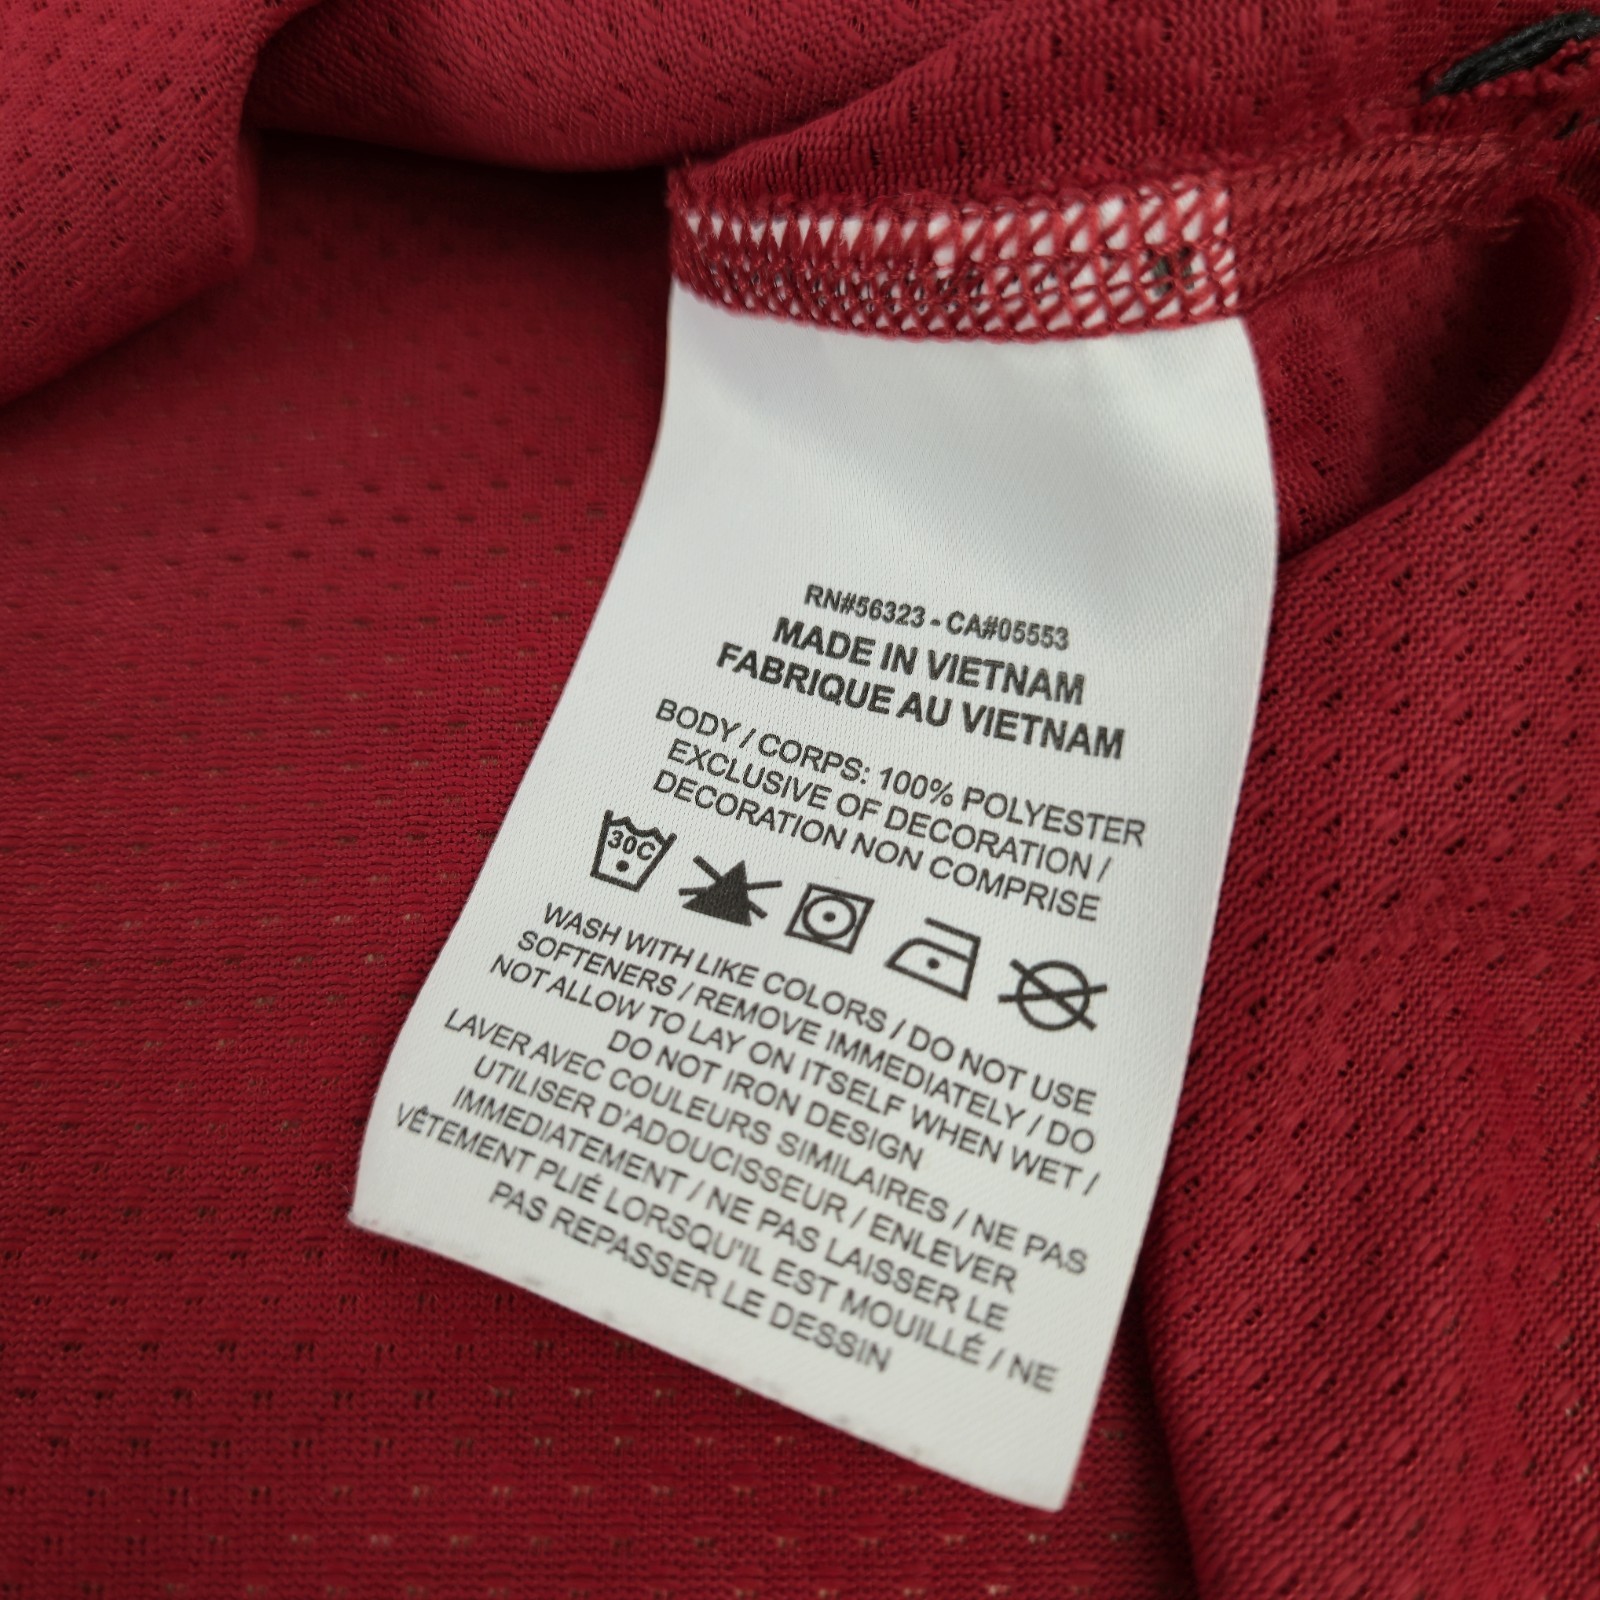 RN#56323 - CA#05553
MADE IN VIETNAM
FABRIQUE AU VIETNAM
BODY / CORPS: 100% POLYESTER
EXCLUSIVE OF DECORATION /
DECORATION NON COMPRISE
30C
WASH WITH LIKE COLORS / DO NOT USE
SOFTENERS / REMOVE IMMEDIATELY / DO
NOT ALLOW TO LAY ON ITSELF WHEN WET /
DO NOT IRON DESIGN
LAVER AVEC COULEURS SIMILAIRES / NE PAS
UTILISER D'ADOUCISSEUR / ENLEVER
IMMEDIATEMENT / NE PAS LAISSER LE
VÊTEMENT PLIÉ LORSQU'IL EST MOUILLÉ / NE
PAS REPASSER LE DESSIN